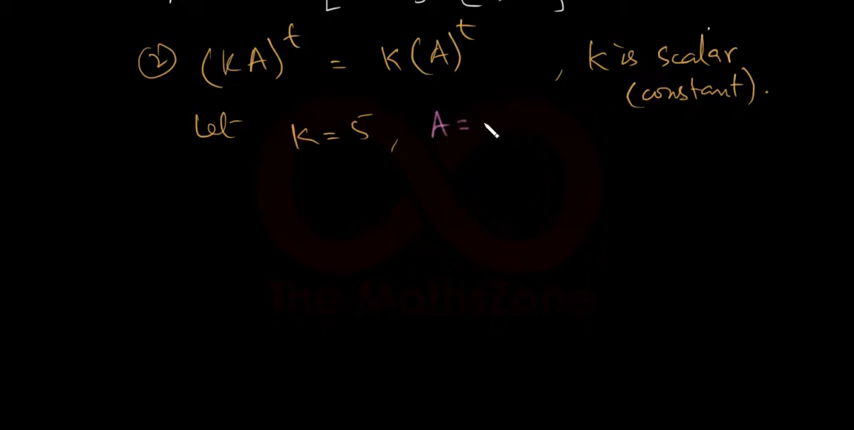 ② (KA)^t = K(A)^t , K is scalar
(constant).
Let K = 5, A =
The MathsZone